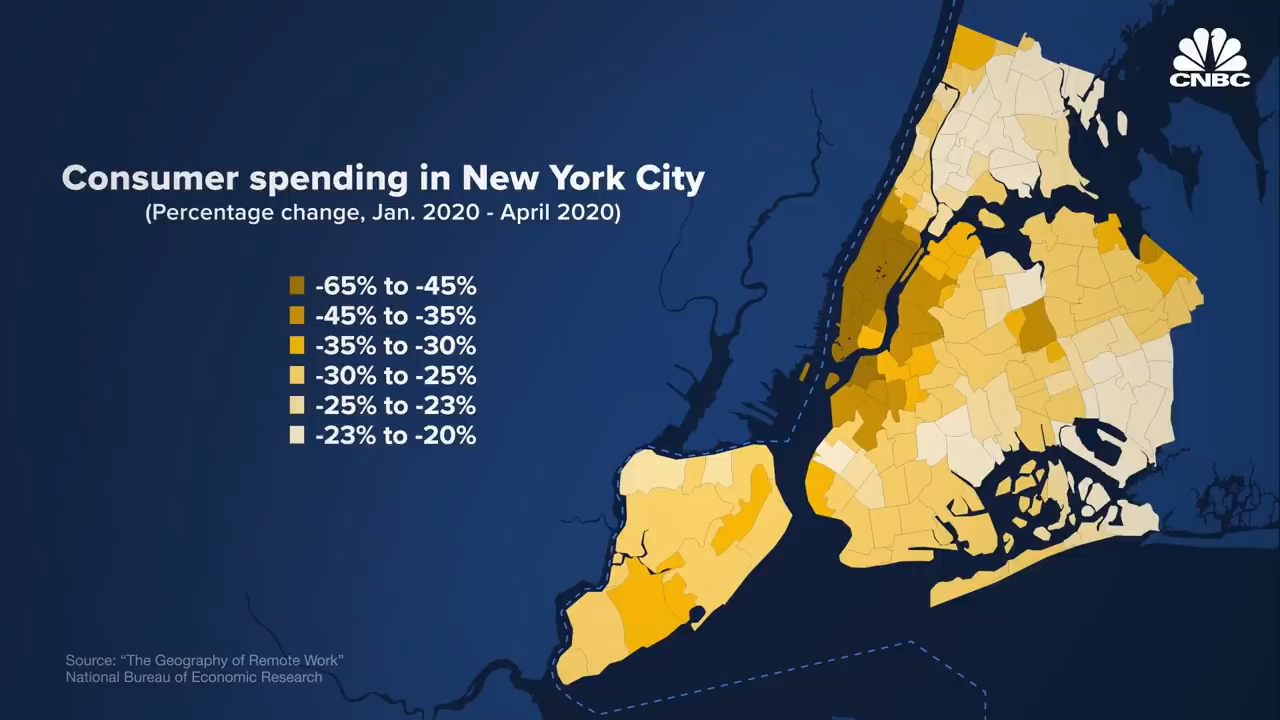 CNBC
Consumer spending in New York City
(Percentage change, Jan. 2020 - April 2020)
-65% to -45%
-45% to -35%
-35% to -30%
-30% to -25%
-25% to -23%
-23% to -20%
Source: “The Geography of Remote Work”
National Bureau of Economic Research